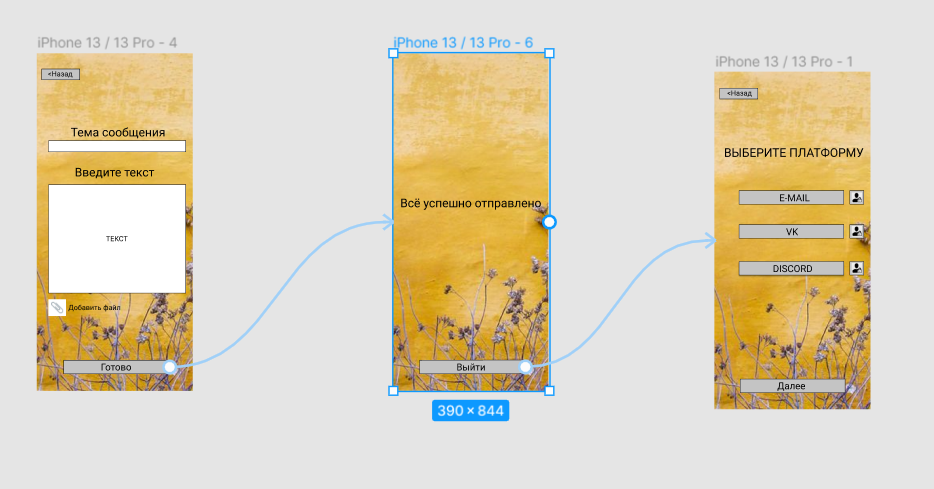 iPhone 13 / 13 Pro - 4
<Назад
Тема сообщения
Введите текст
ТЕКСТ
Добавить файл
Готово
iPhone 13 / 13 Pro - 6
Всё успешно отправлено
Выйти
390 × 844
iPhone 13 / 13 Pro - 1
<Назад
ВЫБЕРИТЕ ПЛАТФОРМУ
E-MAIL
VK
DISCORD
Далее